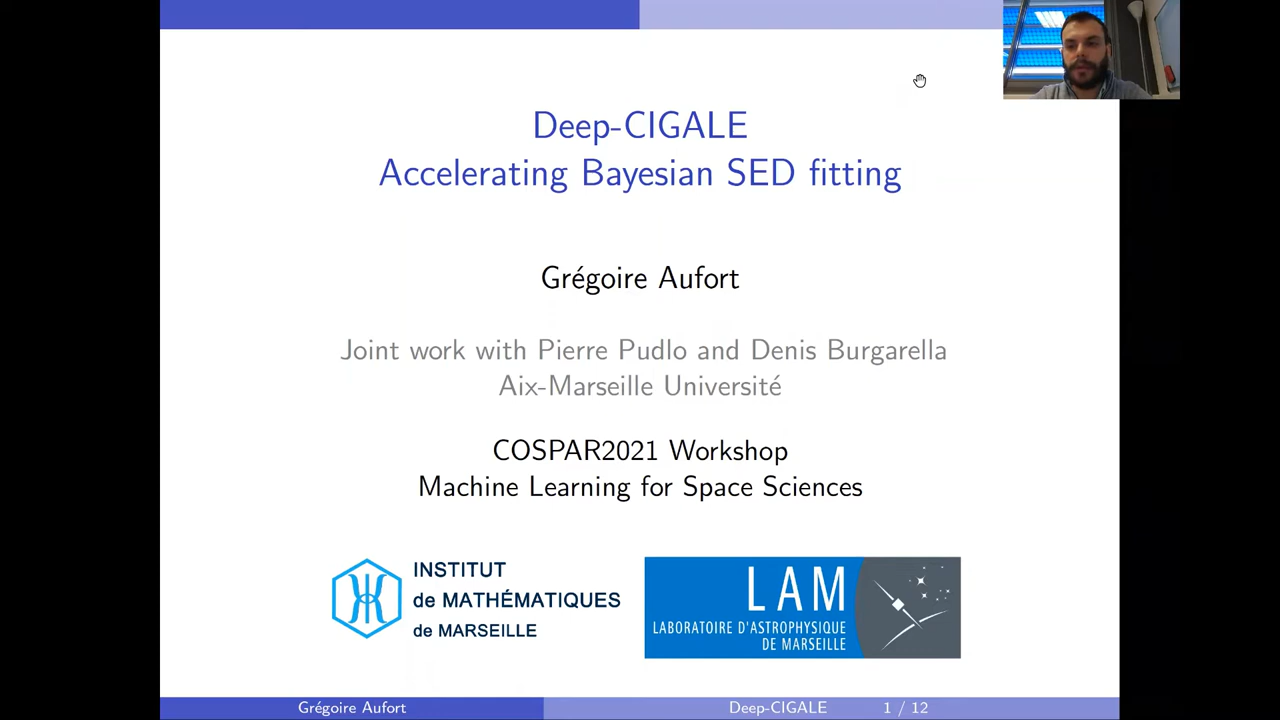 Deep-CIGALE
Accelerating Bayesian SED fitting
Grégoire Aufort
Joint work with Pierre Pudlo and Denis Burgarella
Aix-Marseille Université
COSPAR2021 Workshop
Machine Learning for Space Sciences
INSTITUT
de MATHÉMATIQUES
de MARSEILLE
LAM
LABORATOIRE D'ASTROPHYSIQUE
DE MARSEILLE
Grégoire Aufort
Deep-CIGALE
1 / 12